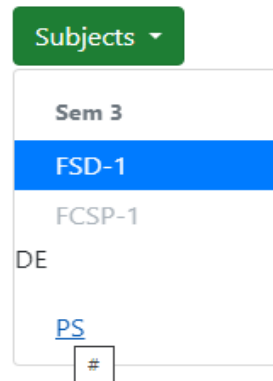 Subjects
Sem 3
FSD-1
FCSP-1
DE
PS
#